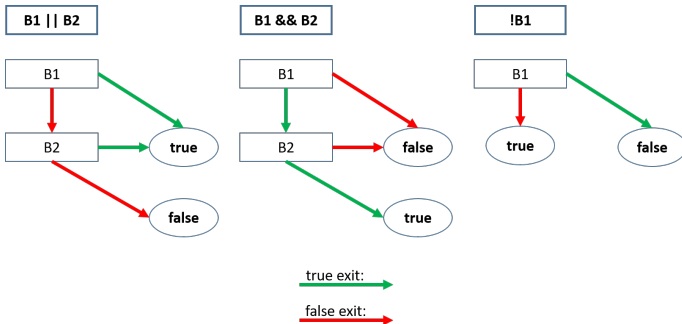 B1 || B2
B1 && B2
!B1
B1
B1
B1
B2
true
B2
false
true
false
false
true
true exit:
false exit: